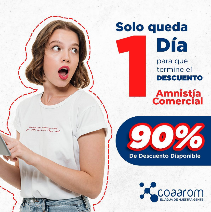 Solo queda
1 Día
para que
termine el
DESCUENTO
Amnistía
Comercial
90%
De Descuento Disponible
coaarom